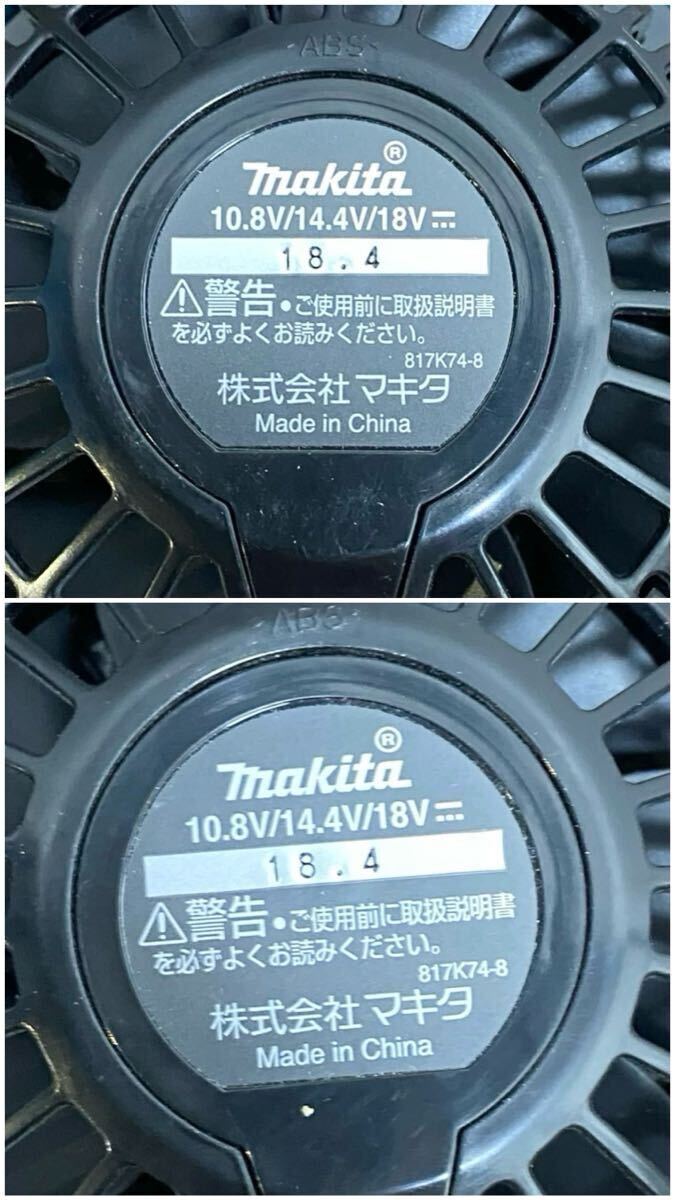 -ABS-
makita®
10.8V/14.4V/18V⎓
18.4
⚠警告・ご使用前に取扱説明書
を必ずよくお読みください。
817K74-8
株式会社 マキタ
Made in China
-ABS-
makita®
10.8V/14.4V/18V⎓
18.4
⚠警告・ご使用前に取扱説明書
を必ずよくお読みください。
817K74-8
株式会社 マキタ
Made in China